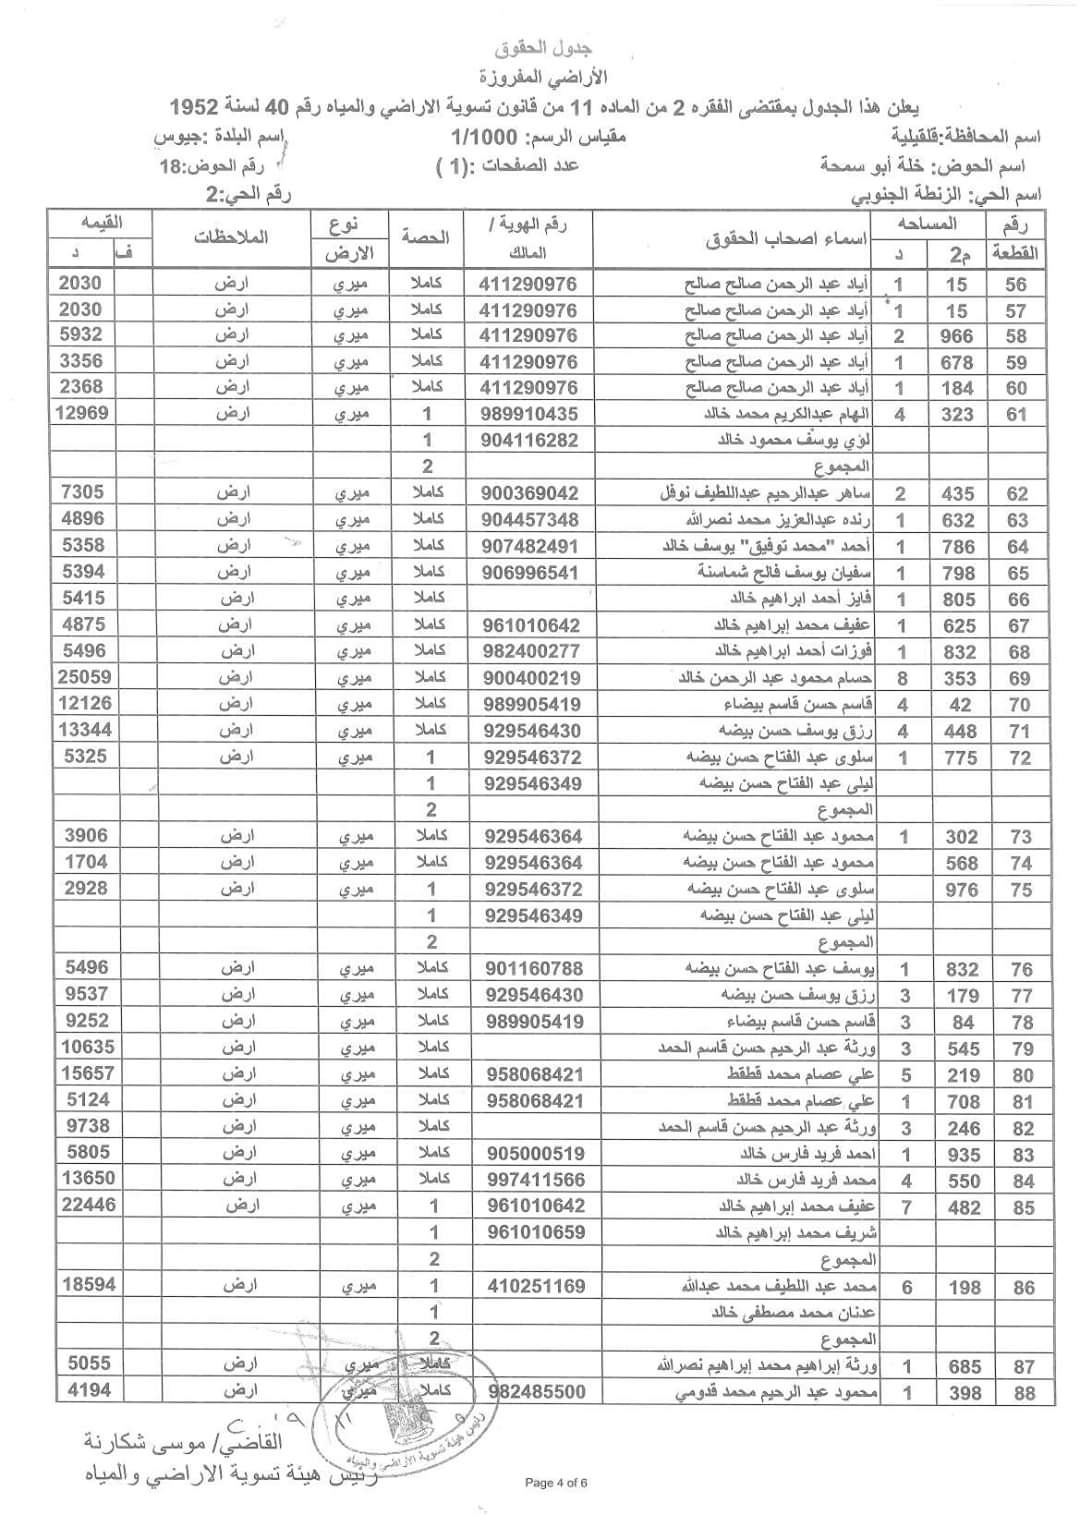 جدول الحقوق
الأراضي المفروزة
يعلن هذا الجدول بمقتضى الفقره 2 من الماده 11 من قانون تسوية الاراضي والمياه رقم 40 لسنة 1952
اسم المحافظة:قلقيلية مقياس الرسم: 1/1000 اسم البلدة :جيوس
اسم الحوض: خلة أبو سمحة عدد الصفحات :(1 ) رقم الحوض:18
اسم الحي: الزنطة الجنوبي رقم الحي:2
رقم القطعة المساحه م2 د اسماء اصحاب الحقوق رقم الهوية / المالك الحصة نوع الارض الملاحظات القيمه ف د
56 15 1 أياد عبد الرحمن صالح صالح 411290976 كاملا ميري ارض 2030
57 15 1 أياد عبد الرحمن صالح صالح 411290976 كاملا ميري ارض 2030
58 966 2 أياد عبد الرحمن صالح صالح 411290976 كاملا ميري ارض 5932
59 678 1 أياد عبد الرحمن صالح صالح 411290976 كاملا ميري ارض 3356
60 184 1 أياد عبد الرحمن صالح صالح 411290976 كاملا ميري ارض 2368
61 323 4 الهام عبدالكريم محمد خالد 989910435 1 ميري ارض 12969
لؤي يوسف محمود خالد 904116282 1
المجموع 2
62 435 2 ساهر عبدالرحيم عبداللطيف نوفل 900369042 كاملا ميري ارض 7305
63 632 1 رنده عبدالعزيز محمد نصرالله 904457348 كاملا ميري ارض 4896
64 786 1 أحمد "محمد توفيق" يوسف خالد 907482491 كاملا ميري ارض 5358
65 798 1 سفيان يوسف فالح شماسنة 906996541 كاملا ميري ارض 5394
66 805 1 فايز أحمد ابراهيم خالد كاملا ميري ارض 5415
67 625 1 عفيف محمد إبراهيم خالد 961010642 كاملا ميري ارض 4875
68 832 1 فوزات أحمد ابراهيم خالد 982400277 كاملا ميري ارض 5496
69 353 8 حسام محمود عبد الرحمن خالد 900400219 كاملا ميري ارض 25059
70 42 4 قاسم حسن قاسم بيضاء 989905419 كاملا ميري ارض 12126
71 448 4 رزق يوسف حسن بيضه 929546430 كاملا ميري ارض 13344
72 775 1 سلوى عبد الفتاح حسن بيضه 929546372 1 ميري ارض 5325
ليلى عبد الفتاح حسن بيضه 929546349 1
المجموع 2
73 302 1 محمود عبد الفتاح حسن بيضه 929546364 كاملا ميري ارض 3906
74 568 محمود عبد الفتاح حسن بيضه 929546364 كاملا ميري ارض 1704
75 976 سلوى عبد الفتاح حسن بيضه 929546372 1 ميري ارض 2928
ليلى عبد الفتاح حسن بيضه 929546349 1
المجموع 2
76 832 1 يوسف عبد الفتاح حسن بيضه 901160788 كاملا ميري ارض 5496
77 179 3 رزق يوسف حسن بيضه 929546430 كاملا ميري ارض 9537
78 84 3 قاسم حسن قاسم بيضاء 989905419 كاملا ميري ارض 9252
79 545 3 ورثة عبد الرحيم حسن قاسم الحمد كاملا ميري ارض 10635
80 219 5 علي عصام محمد قطقط 958068421 كاملا ميري ارض 15657
81 708 1 علي عصام محمد قطقط 958068421 كاملا ميري ارض 5124
82 246 3 ورثة عبد الرحيم حسن قاسم الحمد كاملا ميري ارض 9738
83 935 1 احمد فريد فارس خالد 905000519 كاملا ميري ارض 5805
84 550 4 محمد فريد فارس خالد 997411566 كاملا ميري ارض 13650
85 482 7 عفيف محمد إبراهيم خالد 961010642 1 ميري ارض 22446
شريف محمد إبراهيم خالد 961010659 1
المجموع 2
86 198 6 محمد عبد اللطيف محمد عبدالله 410251169 1 ميري ارض 18594
عدنان محمد مصطفى خالد 1
المجموع 2
87 685 1 ورثة إبراهيم محمد إبراهيم نصرالله كاملا ميري ارض 5055
88 398 1 محمود عبد الرحيم محمد قدومي 982485500 كاملا ميري ارض 4194
رئيس هيئة تسوية الاراضي والمياه
القاضي/ موسى شكارنة
رئيس هيئة تسوية الاراضي والمياه
Page 4 of 6